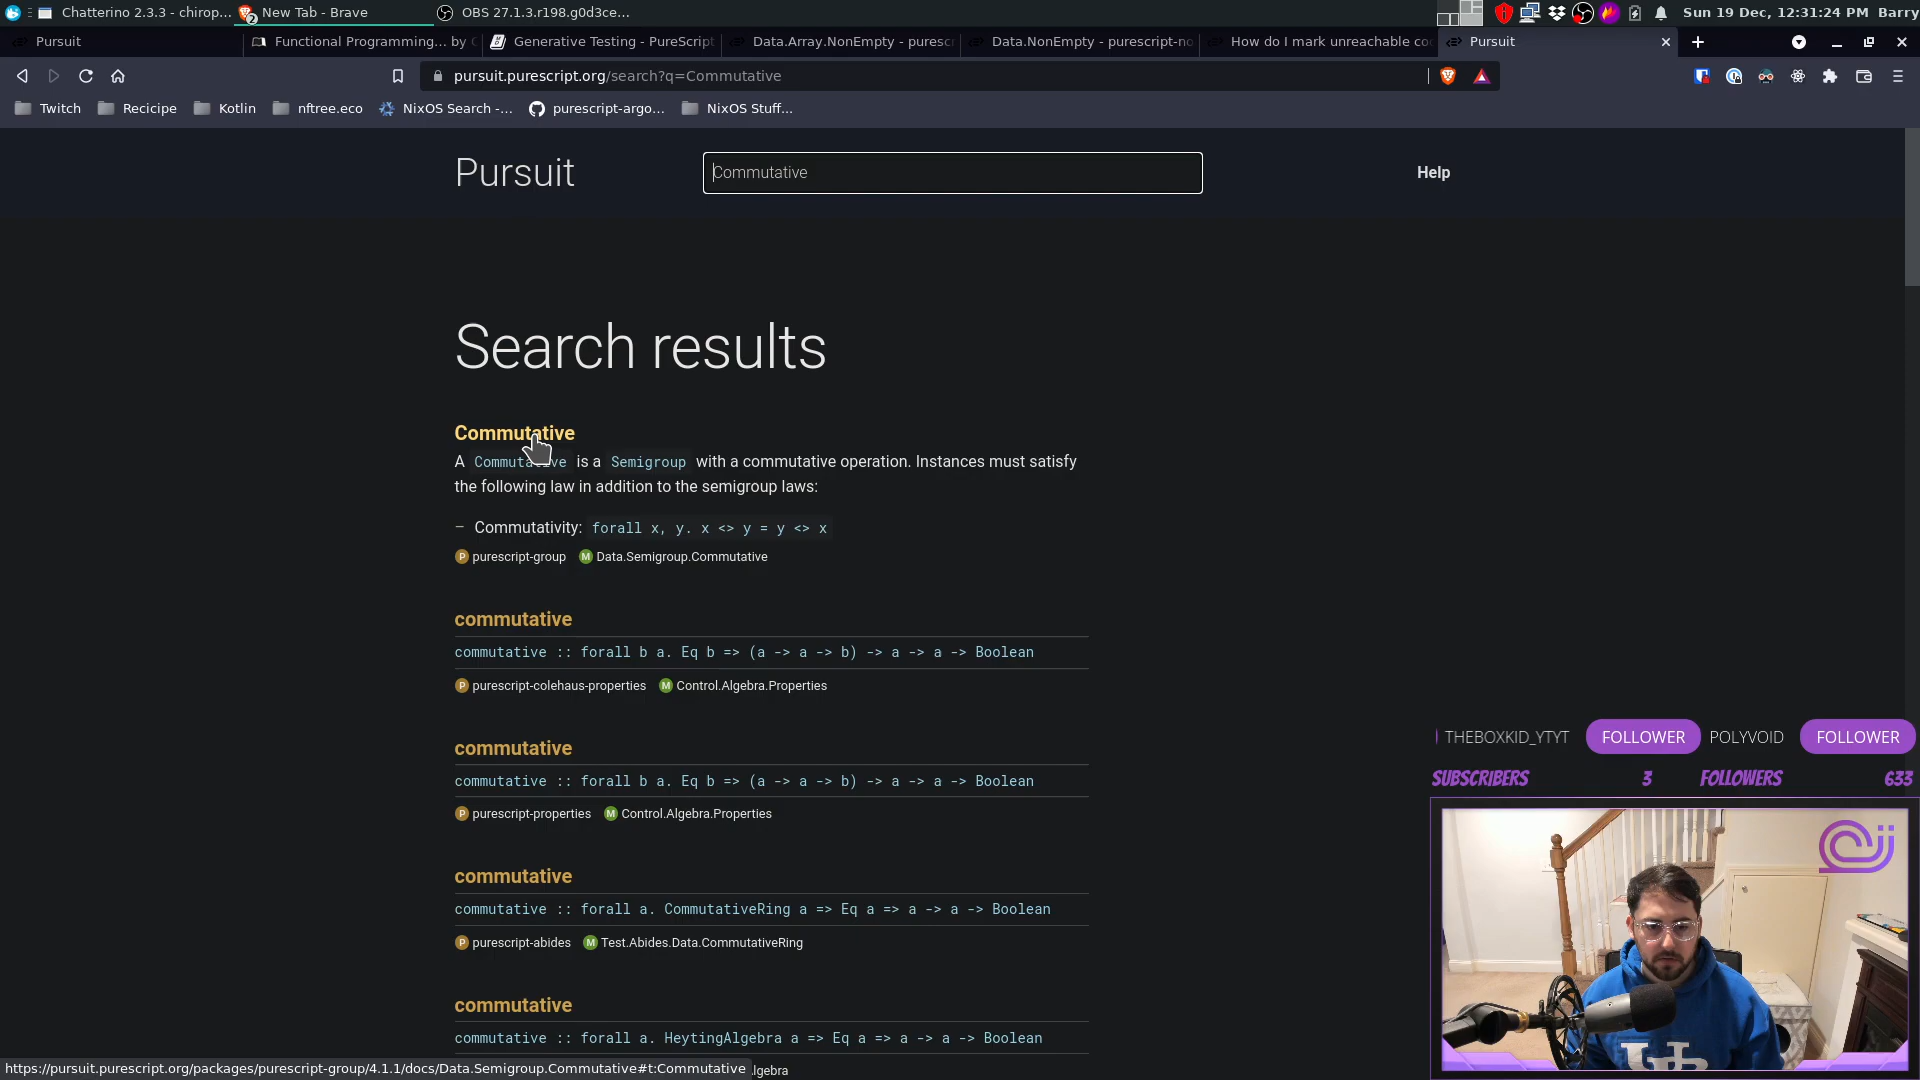 Chatterino 2.3.3 - chirop... New Tab - Brave OBS 27.1.3.r198.g0d3ce... Sun 19 Dec, 12:31:24 PM Barry
Pursuit Functional Programming... by Generative Testing - PureScript Data.Array.NonEmpty - puresc Data.NonEmpty - purescript-no How do I mark unreachable co Pursuit
pursuit.purescript.org/search?q=Commutative
Twitch Recicipe Kotlin nftree.eco NixOS Search -... purescript-argo... NixOS Stuff...
Pursuit Commutative Help
Search results
Commutative
A Commutative is a Semigroup with a commutative operation. Instances must satisfy
the following law in addition to the semigroup laws:
– Commutativity: forall x, y. x <> y = y <> x
P purescript-group M Data.Semigroup.Commutative
commutative
commutative :: forall b a. Eq b => (a -> a -> b) -> a -> a -> Boolean
P purescript-colehaus-properties M Control.Algebra.Properties
commutative
commutative :: forall b a. Eq b => (a -> a -> b) -> a -> a -> Boolean
P purescript-properties M Control.Algebra.Properties
commutative
commutative :: forall a. CommutativeRing a => Eq a => a -> a -> Boolean
P purescript-abides M Test.Abides.Data.CommutativeRing
commutative
commutative :: forall a. HeytingAlgebra a => Eq a => a -> a -> Boolean
https://pursuit.purescript.org/packages/purescript-group/4.1.1/docs/Data.Semigroup.Commutative#t:Commutative lgebra
THEBOXKID_YTYT FOLLOWER POLYVOID FOLLOWER
SUBSCRIBERS 3 FOLLOWERS 633